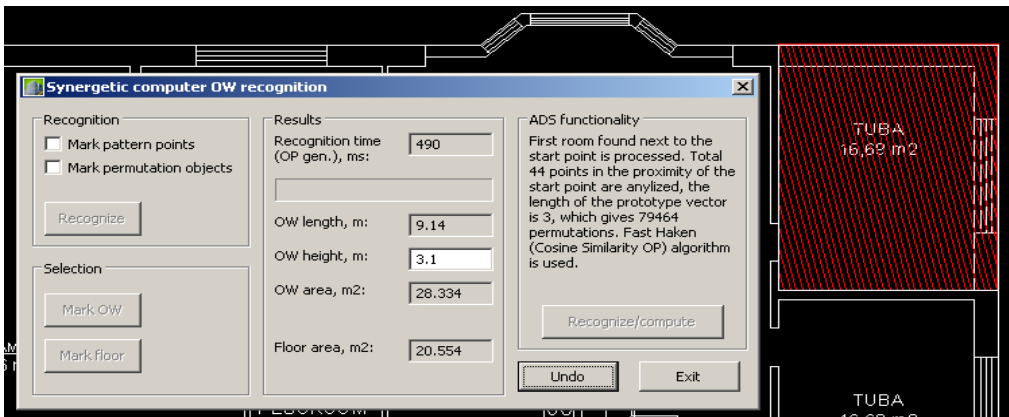 Synergetic computer OW recognition
Recognition
Mark pattern points
Mark permutation objects
Recognize
Selection
Mark OW
Mark floor
Results
Recognition time
(OP gen.), ms:
490
OW length, m:
9.14
OW height, m:
3.1
OW area, m2:
28.334
Floor area, m2:
20.554
ADS functionality
First room found next to the
start point is processed. Total
44 points in the proximity of the
start point are anylized, the
length of the prototype vector
is 3, which gives 79464
permutations. Fast Haken
(Cosine Similarity OP) algorithm
is used.
Recognize/compute
Undo
Exit
TUBA
16,68 m2
TUBA